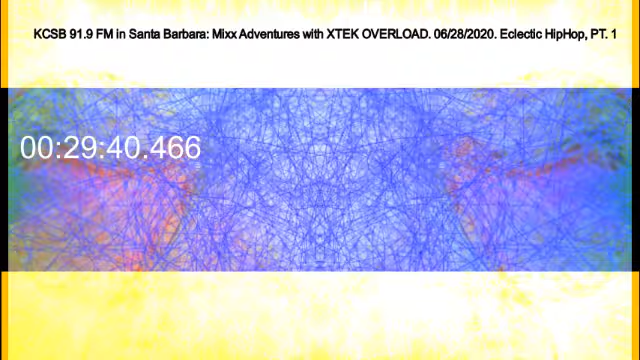 KCSB 91.9 FM in Santa Barbara: Mixx Adventures with XTEK OVERLOAD. 06/28/2020. Eclectic HipHop, PT. 1
00:29:40.466